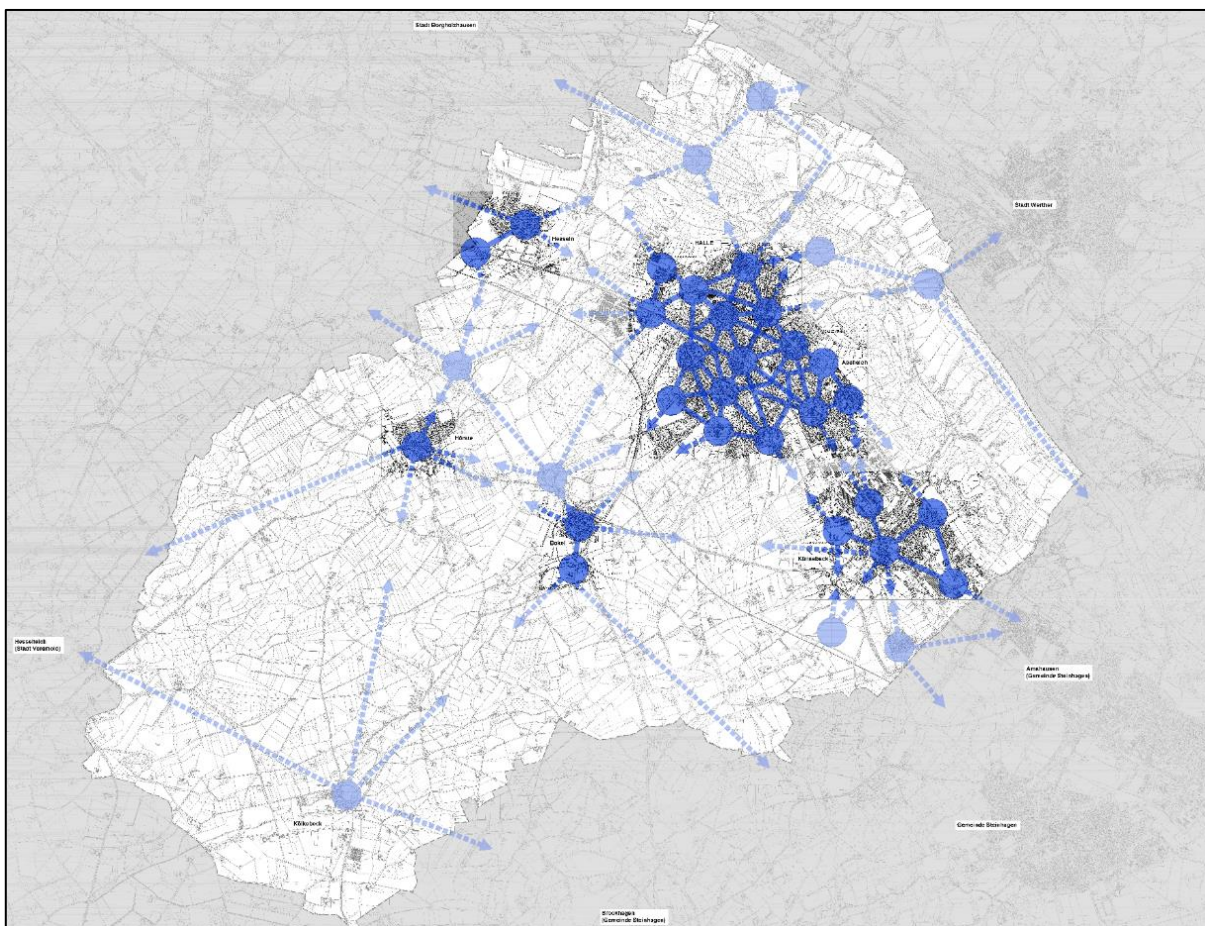 Stadt Borgholzhausen
Stadt Werther
Hesseln
HALLE
Ascheloh
Hörste
Bokel
Künsebeck
Hesselteich
(Stadt Versmold)
Amshausen
(Gemeinde Steinhagen)
Kölkebeck
Gemeinde Steinhagen
Brockhagen
(Gemeinde Steinhagen)